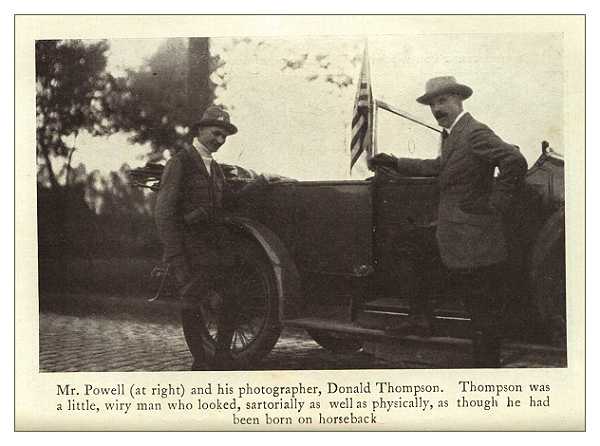 Mr. Powell (at right) and his photographer, Donald Thompson. Thompson was
a little, wiry man who looked, sartorially as well as physically, as though he had
been born on horseback